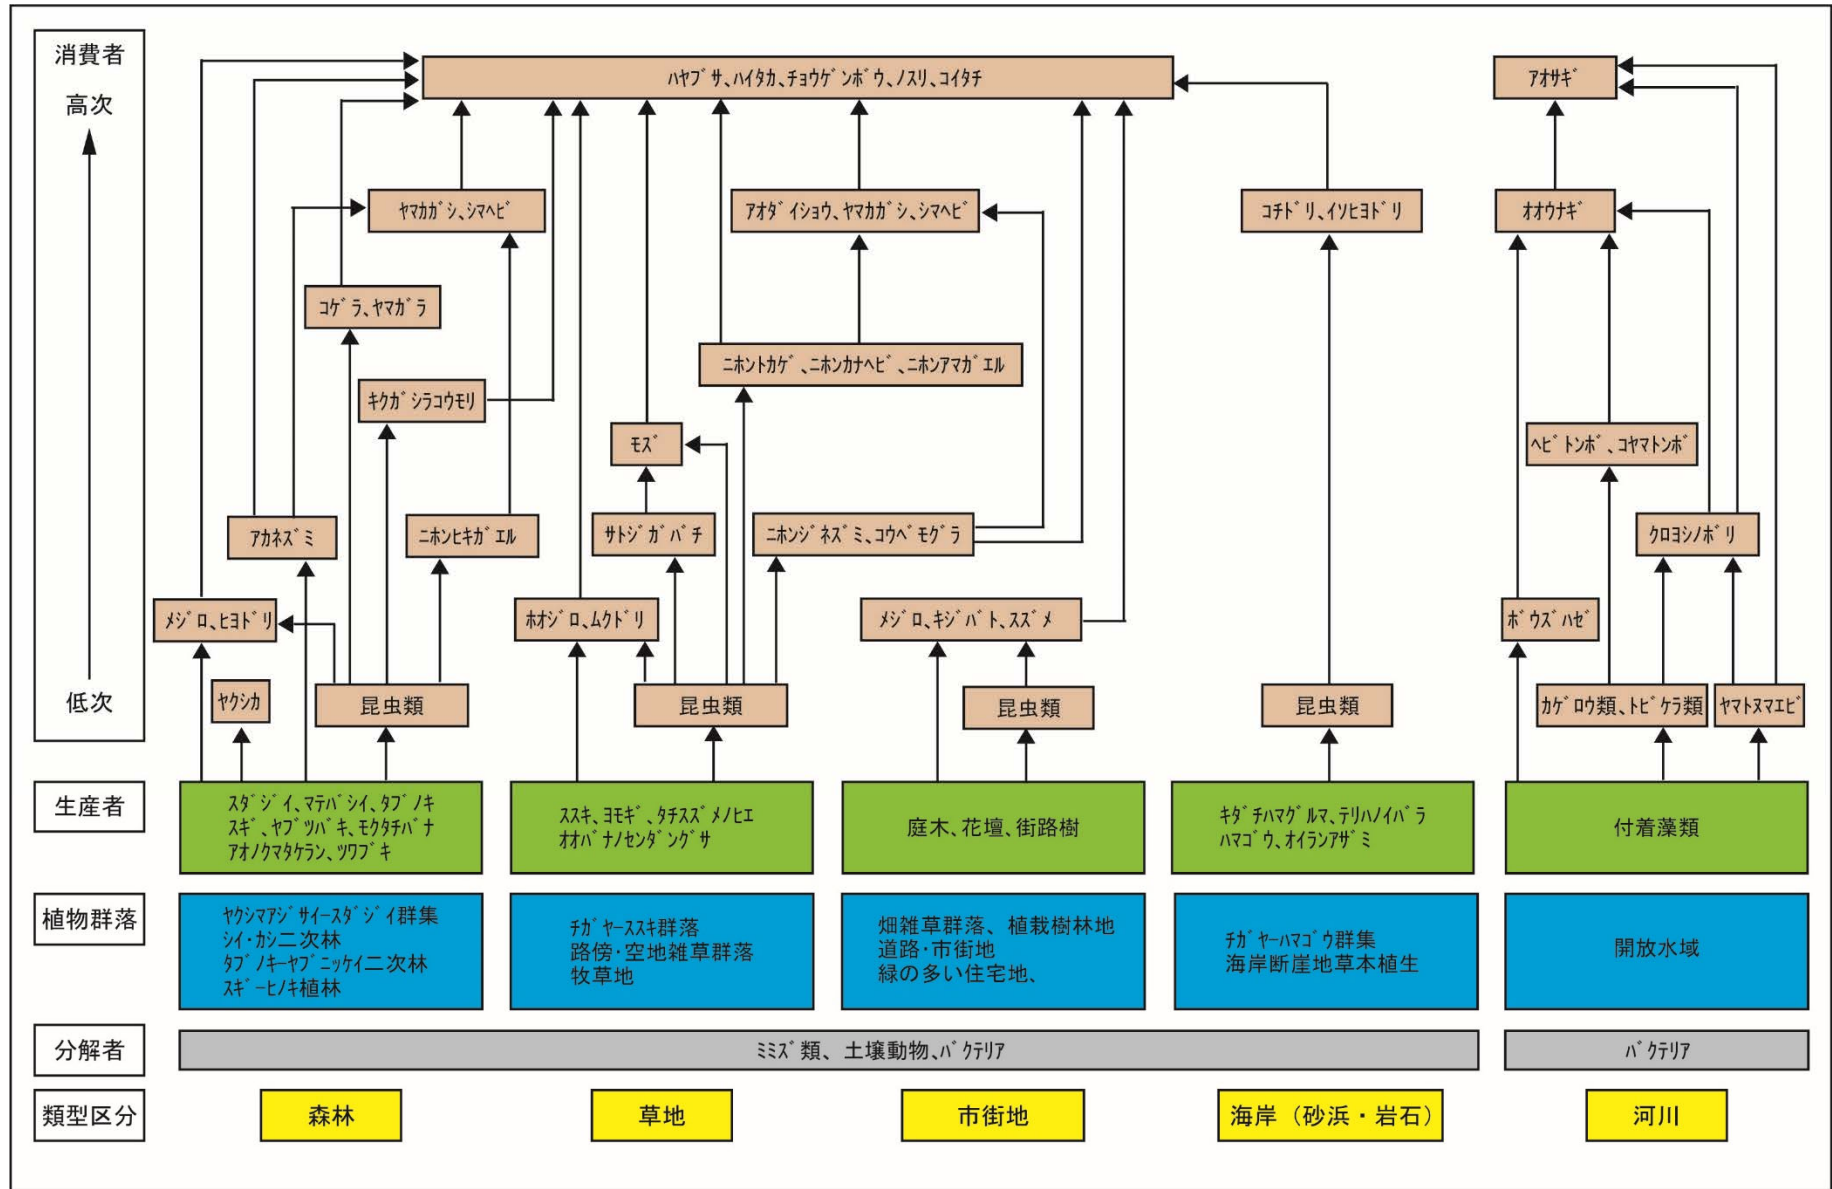 消費者
高次
低次
ﾊﾔﾌﾞｻ､ﾊｲﾀｶ､ﾁｮｳｹﾞﾝﾎﾞｳ､ﾉｽﾘ､ｺｲﾀﾁ
ｱｵｻｷﾞ
ﾔﾏｶｶﾞｼ､ｼﾏﾍﾋﾞ
ｱｵﾀﾞｲｼｮｳ､ﾔﾏｶｶﾞｼ､ｼﾏﾍﾋﾞ
ｺﾁﾄﾞﾘ､ｲｿﾋﾖﾄﾞﾘ
ｵｵｳﾅｷﾞ
ｺｹﾞﾗ､ﾔﾏｶﾞﾗ
ﾆﾎﾝﾄｶｹﾞ､ﾆﾎﾝｶﾅﾍﾋﾞ､ﾆﾎﾝｱﾏｶﾞｴﾙ
ｷｸｶﾞｼﾗｺｳﾓﾘ
ﾓｽﾞ
ﾍﾋﾞﾄﾝﾎﾞ､ｺﾔﾏﾄﾝﾎﾞ
ｱｶﾈｽﾞﾐ
ﾆﾎﾝﾋｷｶﾞｴﾙ
ｻﾄｼﾞｶﾞﾊﾞﾁ
ﾆﾎﾝｼﾞﾈｽﾞﾐ､ｺｳﾍﾞﾓｸﾞﾗ
ｸﾛﾖｼﾉﾎﾞﾘ
ﾒｼﾞﾛ､ﾋﾖﾄﾞﾘ
ﾎｵｼﾞﾛ､ﾑｸﾄﾞﾘ
ﾒｼﾞﾛ､ｷｼﾞﾊﾞﾄ､ｽｽﾞﾒ
ﾎﾞｳｽﾞﾊｾﾞ
ﾔｸｼｶ
昆虫類
昆虫類
昆虫類
昆虫類
ｶｹﾞﾛｳ類､ﾄﾋﾞｹﾗ類
ﾔﾏﾄﾇﾏｴﾋﾞ
生産者
ｽﾀﾞｼﾞｲ､ﾏﾃﾊﾞｼｲ､ﾀﾌﾞﾉｷ
ｽｷﾞ､ﾔﾌﾞﾂﾊﾞｷ､ﾓｸﾀﾁﾊﾞﾅ
ｱｵﾉｸﾏﾀｹﾗﾝ､ﾂﾜﾌﾞｷ
ｽｽｷ､ﾖﾓｷﾞ､ﾀﾁｽｽﾞﾒﾉﾋｴ
ｵｵﾊﾞﾅﾉｾﾝﾀﾞﾝｸﾞｻ
庭木、花壇、街路樹
ｷﾀﾞﾁﾊﾏｸﾞﾙﾏ､ﾃﾘﾊﾉｲﾊﾞﾗ
ﾊﾏｺﾞｳ､ｵｲﾗﾝｱｻﾞﾐ
付着藻類
植物群落
ﾔｸｼﾏｱｼﾞｻｲｰｽﾀﾞｼﾞｲ群集
ｼｲ･ｶｼ二次林
ﾀﾌﾞﾉｷｰﾔﾌﾞﾆｯｹｲ二次林
ｽｷﾞｰﾋﾉｷ植林
ﾁｶﾞﾔｰｽｽｷ群落
路傍･空地雑草群落
牧草地
畑雑草群落、植栽樹林地
道路･市街地
緑の多い住宅地、
ﾁｶﾞﾔｰﾊﾏｺﾞｳ群集
海岸断崖地草本植生
開放水域
分解者
ﾐﾐｽﾞ類、土壌動物､ﾊﾞｸﾃﾘｱ
ﾊﾞｸﾃﾘｱ
類型区分
森林
草地
市街地
海岸（砂浜・岩石）
河川